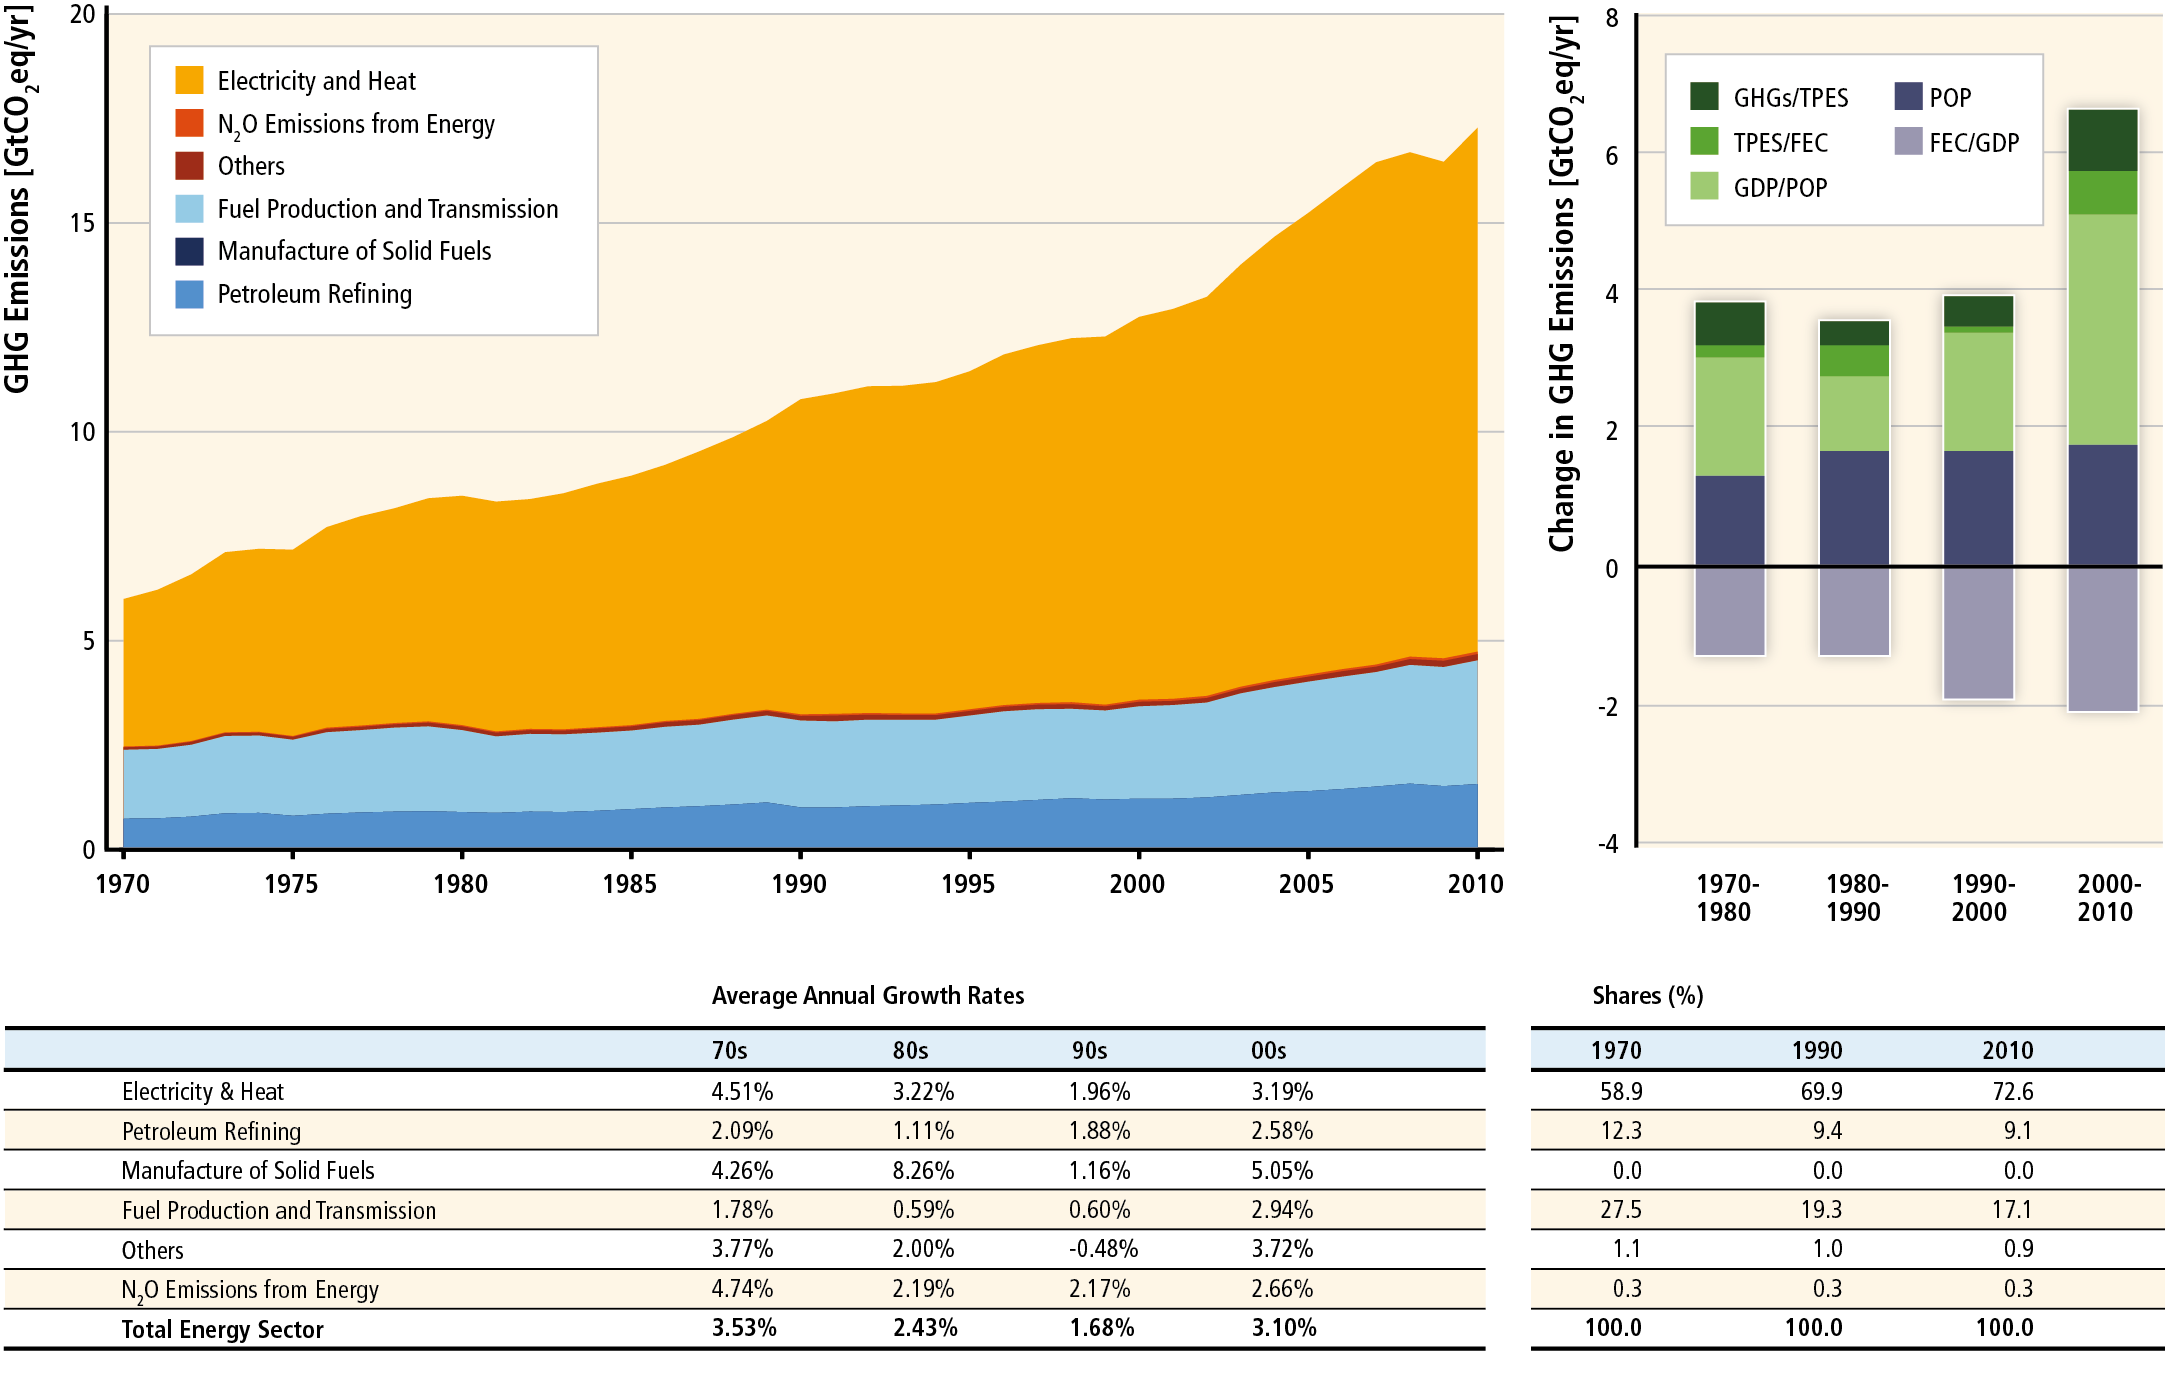 GHG Emissions [GtCO2eq/yr]
20
15
10
5
0
Electricity and Heat
N2O Emissions from Energy
Others
Fuel Production and Transmission
Manufacture of Solid Fuels
Petroleum Refining
1970 1975 1980 1985 1990 1995 2000 2005 2010
Change in GHG Emissions [GtCO2eq/yr]
8
6
4
2
0
-2
-4
GHGs/TPES POP
TPES/FEC FEC/GDP
GDP/POP
1970- 1980- 1990- 2000-
1980 1990 2000 2010
Average Annual Growth Rates
70s 80s 90s 00s
Electricity & Heat 4.51% 3.22% 1.96% 3.19%
Petroleum Refining 2.09% 1.11% 1.88% 2.58%
Manufacture of Solid Fuels 4.26% 8.26% 1.16% 5.05%
Fuel Production and Transmission 1.78% 0.59% 0.60% 2.94%
Others 3.77% 2.00% -0.48% 3.72%
N2O Emissions from Energy 4.74% 2.19% 2.17% 2.66%
Total Energy Sector 3.53% 2.43% 1.68% 3.10%
Shares (%)
1970 1990 2010
58.9 69.9 72.6
12.3 9.4 9.1
0.0 0.0 0.0
27.5 19.3 17.1
1.1 1.0 0.9
0.3 0.3 0.3
100.0 100.0 100.0